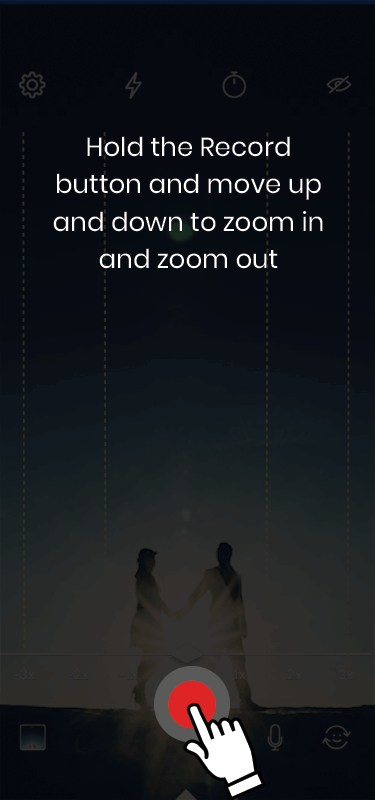 Hold the Record
button and move up
and down to zoom in
and zoom out